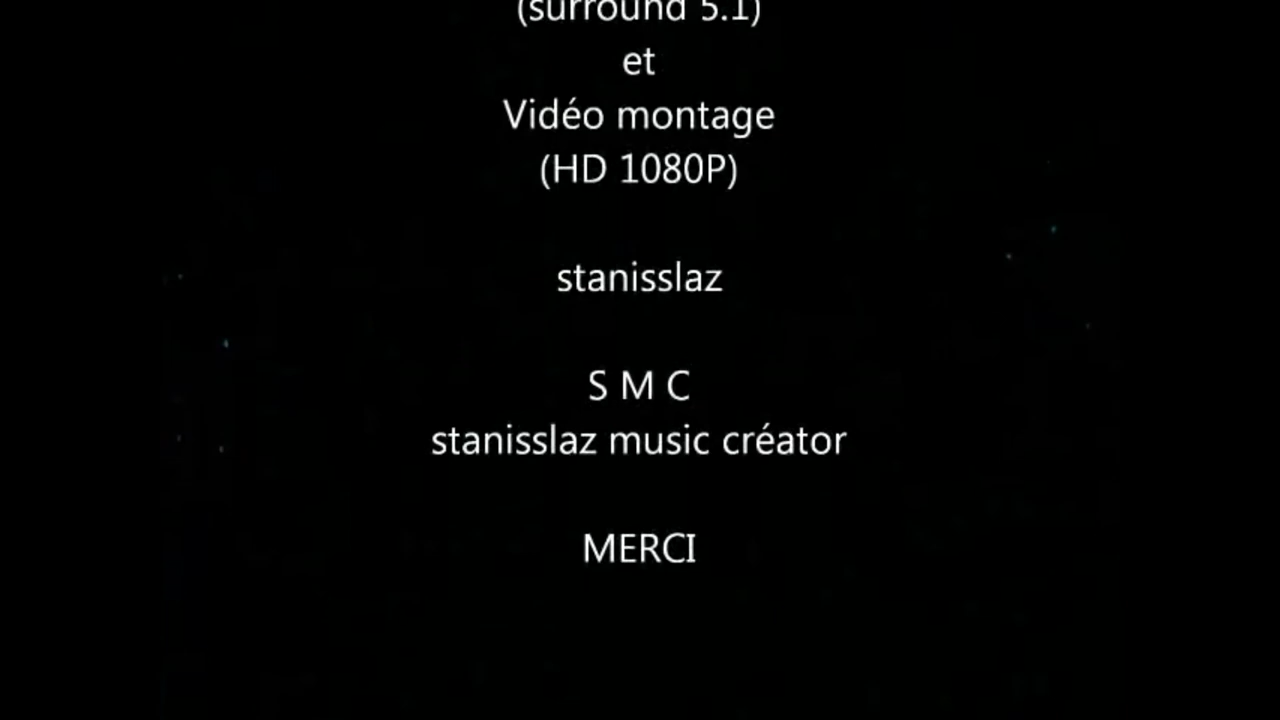 (surround 5.1)
et
Vidéo montage
(HD 1080P)
stanisslaz
S M C
stanisslaz music créator
MERCI